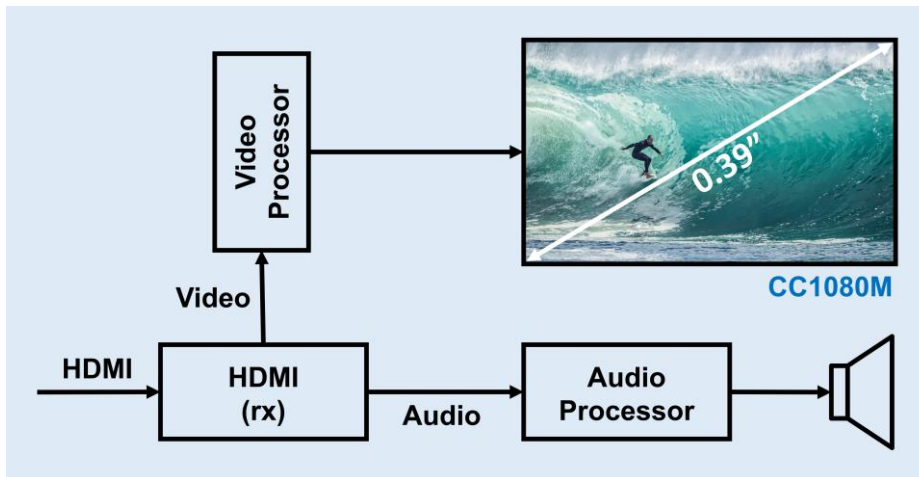 Video
Processor
0.39”
CC1080M
Video
HDMI
HDMI
(rx)
Audio
Audio
Processor